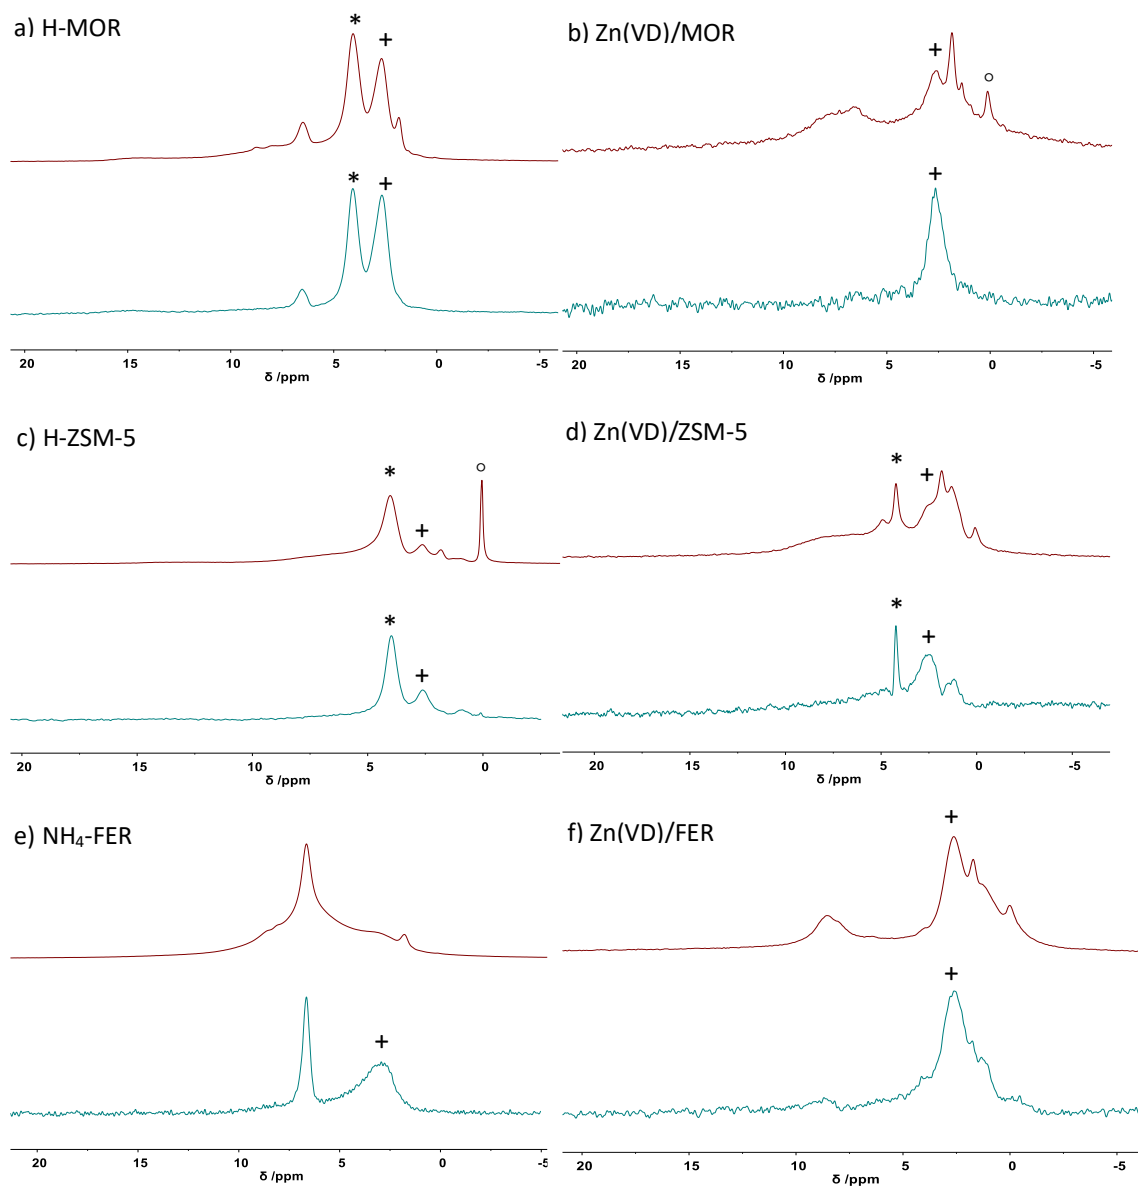 a) H-MOR
* +
* +
20 15 10 5 0 -5
δ /ppm
b) Zn(VD)/MOR
+ °
+
20 15 10 5 0 -5
δ /ppm
c) H-ZSM-5
* + °
* +
20 15 10 5 0
δ /ppm
d) Zn(VD)/ZSM-5
* +
* +
20 15 10 5 0 -5
δ /ppm
e) NH₄-FER
+
20 15 10 5 0 -5
δ /ppm
f) Zn(VD)/FER
+
+
20 15 10 5 0 -5
δ /ppm